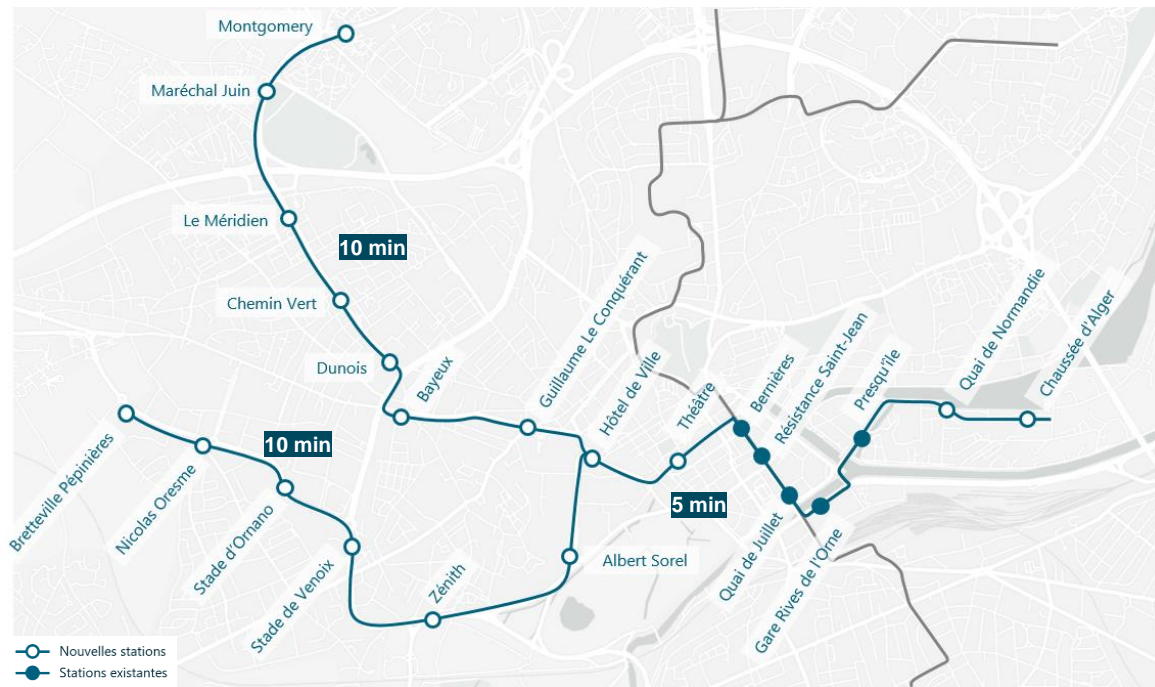 Montgomery
Maréchal Juin
Le Méridien
10 min
Chemin Vert
Dunois
Bayeux
Guillaume Le Conquérant
Hôtel de Ville
Théâtre
Bernières
Résistance Saint-Jean
Presqu'île
Quai de Normandie
Chaussée d'Alger
Bretteville Pépinières
Nicolas Oresme
10 min
Stade d'Ornano
Stade de Venoix
Zénith
Albert Sorel
5 min
Quai de Juillet
Gare Rives de l'Orne
Nouvelles stations
Stations existantes